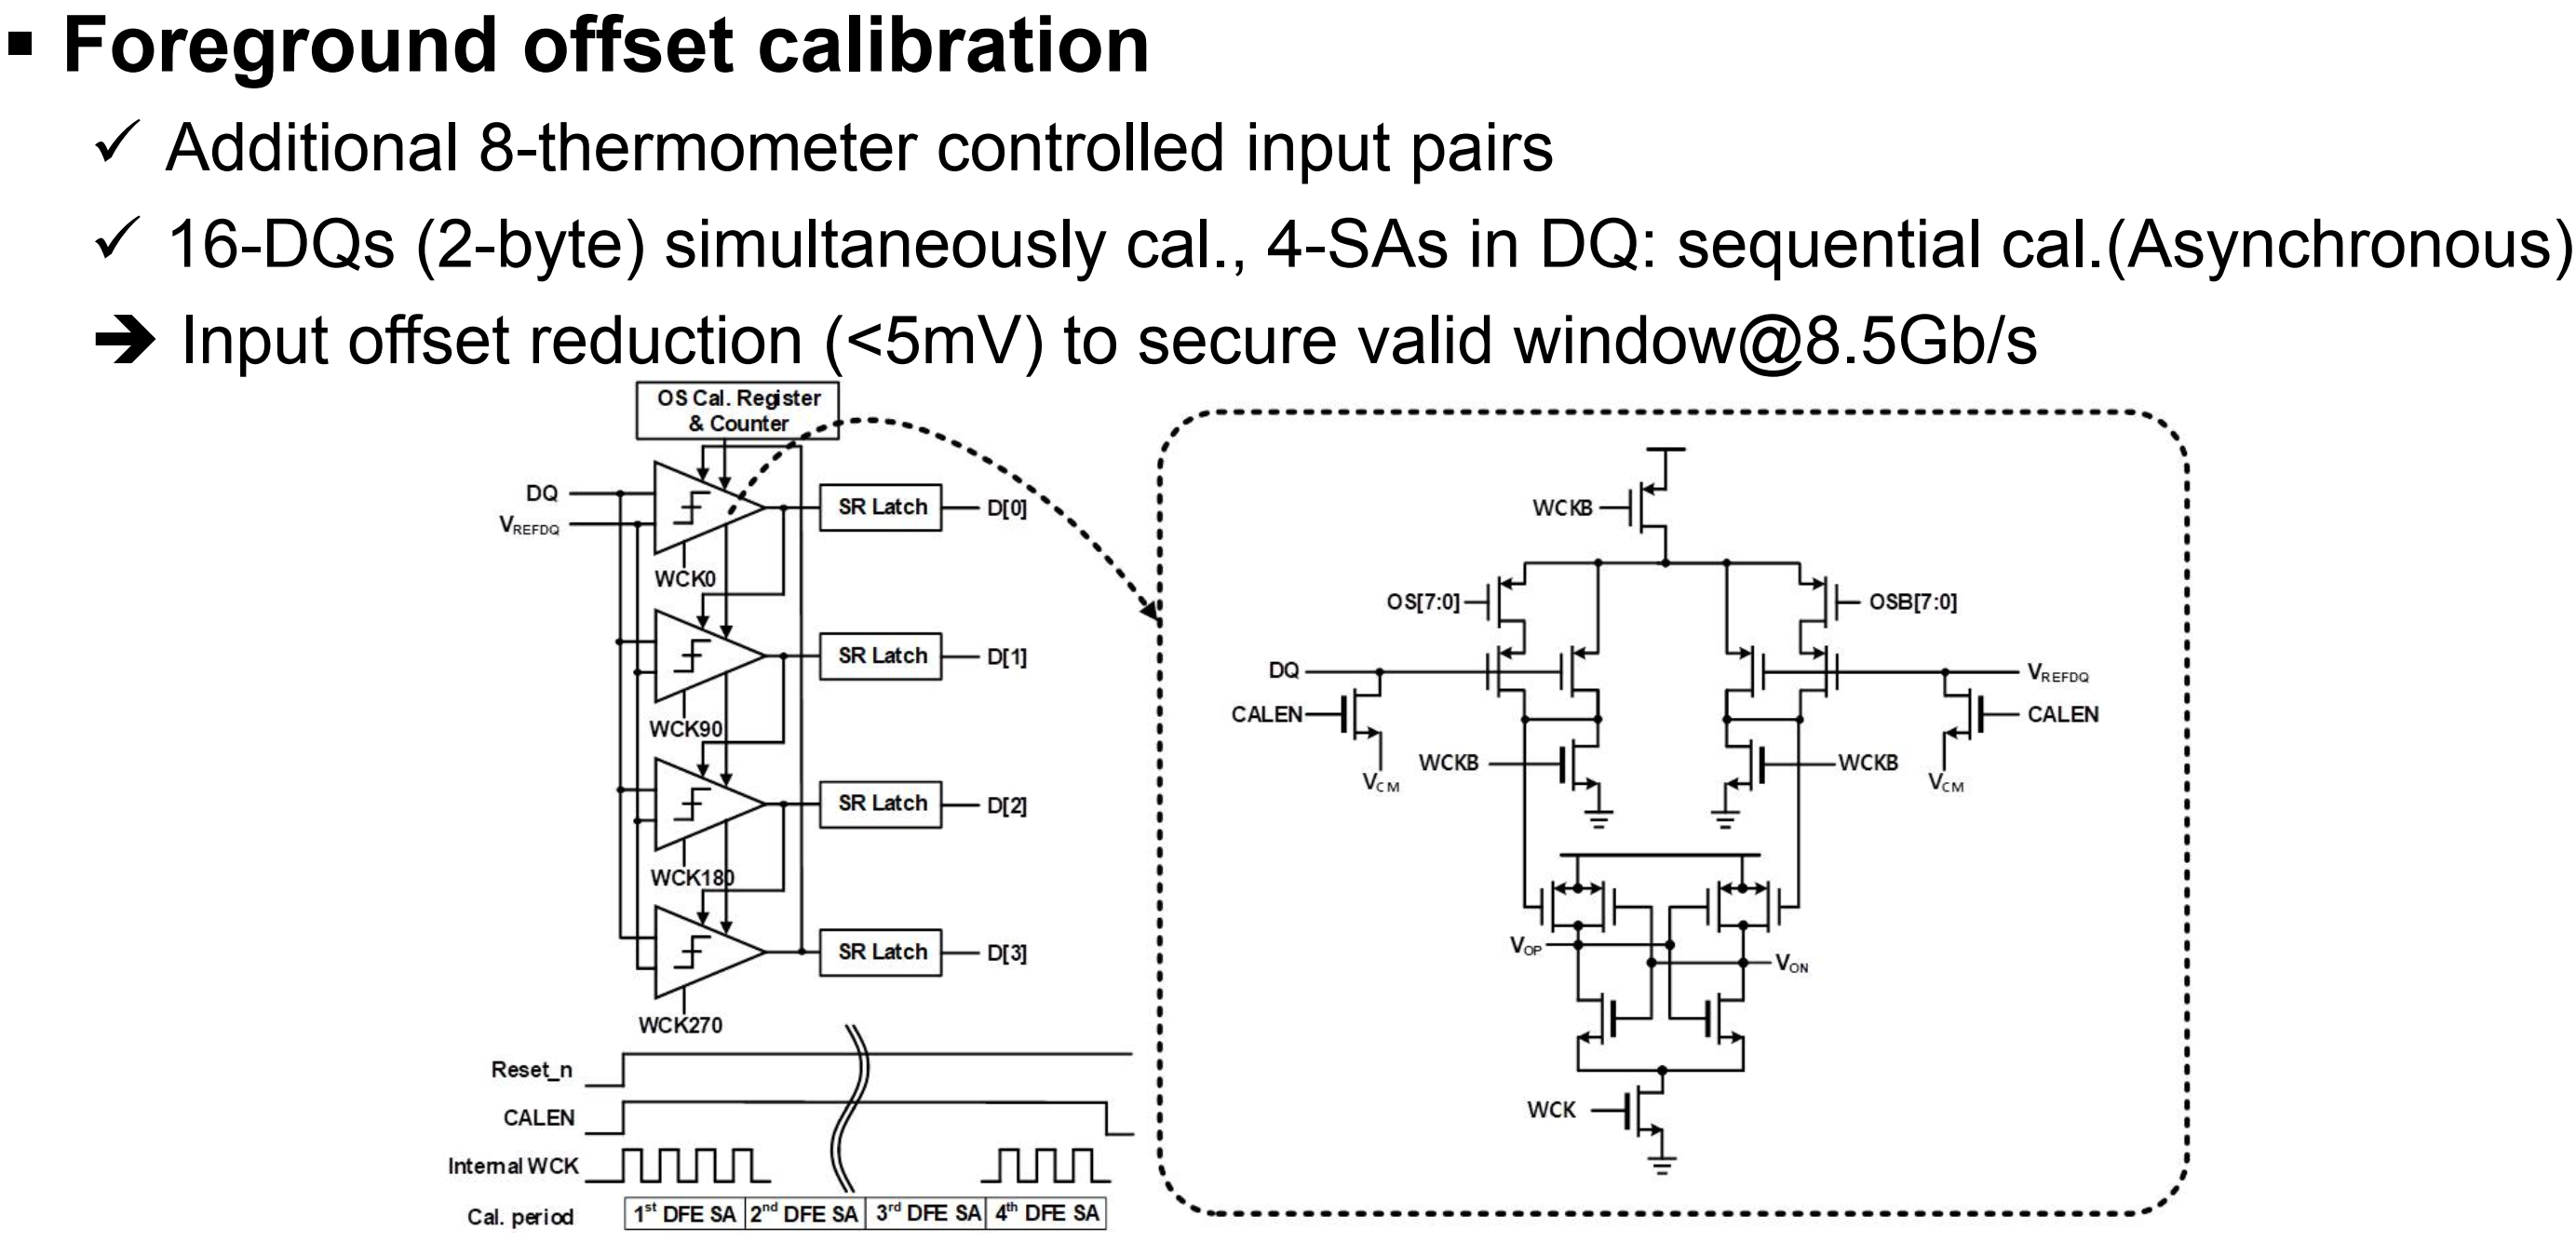 ▪ Foreground offset calibration
✓ Additional 8-thermometer controlled input pairs
✓ 16-DQs (2-byte) simultaneously cal., 4-SAs in DQ: sequential cal.(Asynchronous)
➔ Input offset reduction (<5mV) to secure valid window@8.5Gb/s
OS Cal. Register
& Counter
DQ
VREFDQ
WCK0
SR Latch
D[0]
WCK90
SR Latch
D[1]
WCK180
SR Latch
D[2]
WCK270
SR Latch
D[3]
Reset_n
CALEN
Internal WCK
Cal. period
1st DFE SA
2nd DFE SA
3rd DFE SA
4th DFE SA
WCKB
OS[7:0]
OSB[7:0]
DQ
VREFDQ
CALEN
CALEN
VCM
WCKB
WCKB
VCM
VOP
VON
WCK